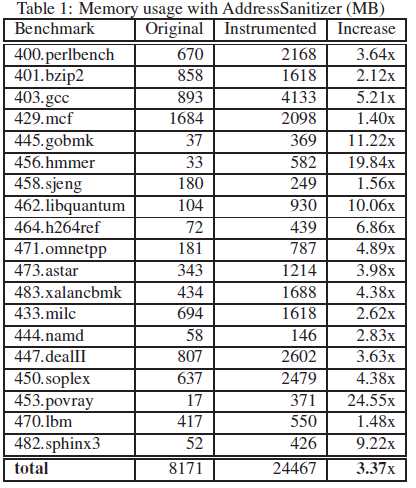 Table 1: Memory usage with AddressSanitizer (MB)
Benchmark Original Instrumented Increase
400.perlbench 670 2168 3.64x
401.bzip2 858 1618 2.12x
403.gcc 893 4133 5.21x
429.mcf 1684 2098 1.40x
445.gobmk 37 369 11.22x
456.hmmer 33 582 19.84x
458.sjeng 180 249 1.56x
462.libquantum 104 930 10.06x
464.h264ref 72 439 6.86x
471.omnetpp 181 787 4.89x
473.astar 343 1214 3.98x
483.xalancbmk 434 1688 4.38x
433.milc 694 1618 2.62x
444.namd 58 146 2.83x
447.dealII 807 2602 3.63x
450.soplex 637 2479 4.38x
453.povray 17 371 24.55x
470.lbm 417 550 1.48x
482.sphinx3 52 426 9.22x
total 8171 24467 3.37x